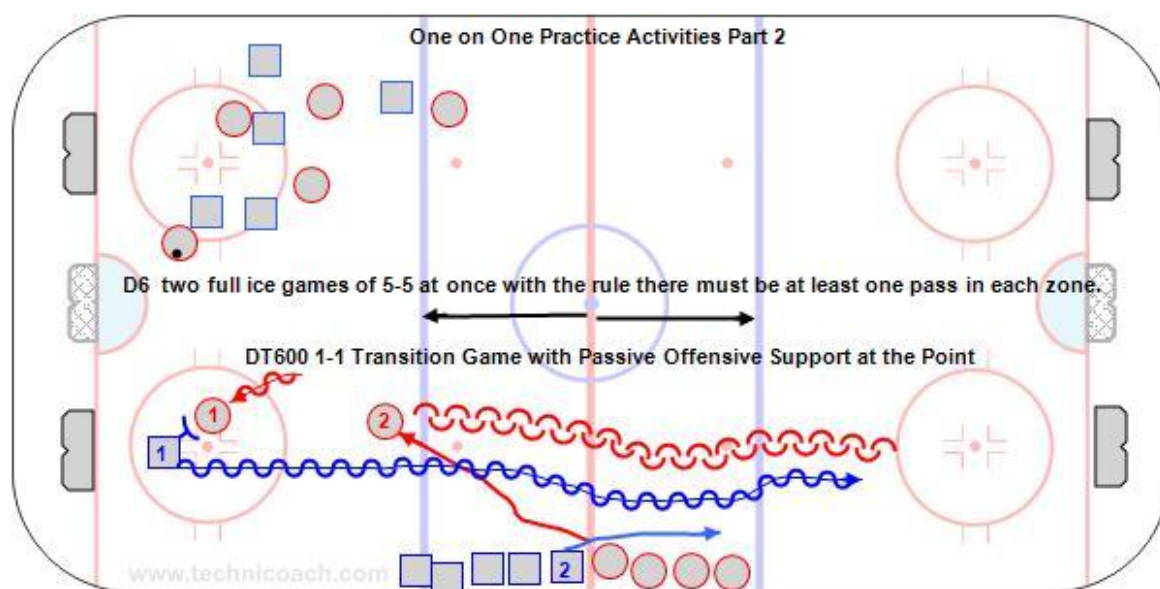 One on One Practice Activities Part 2
D6 two full ice games of 5-5 at once with the rule there must be at least one pass in each zone.
DT600 1-1 Transition Game with Passive Offensive Support at the Point
1
2
1
2
www.technicoach.com